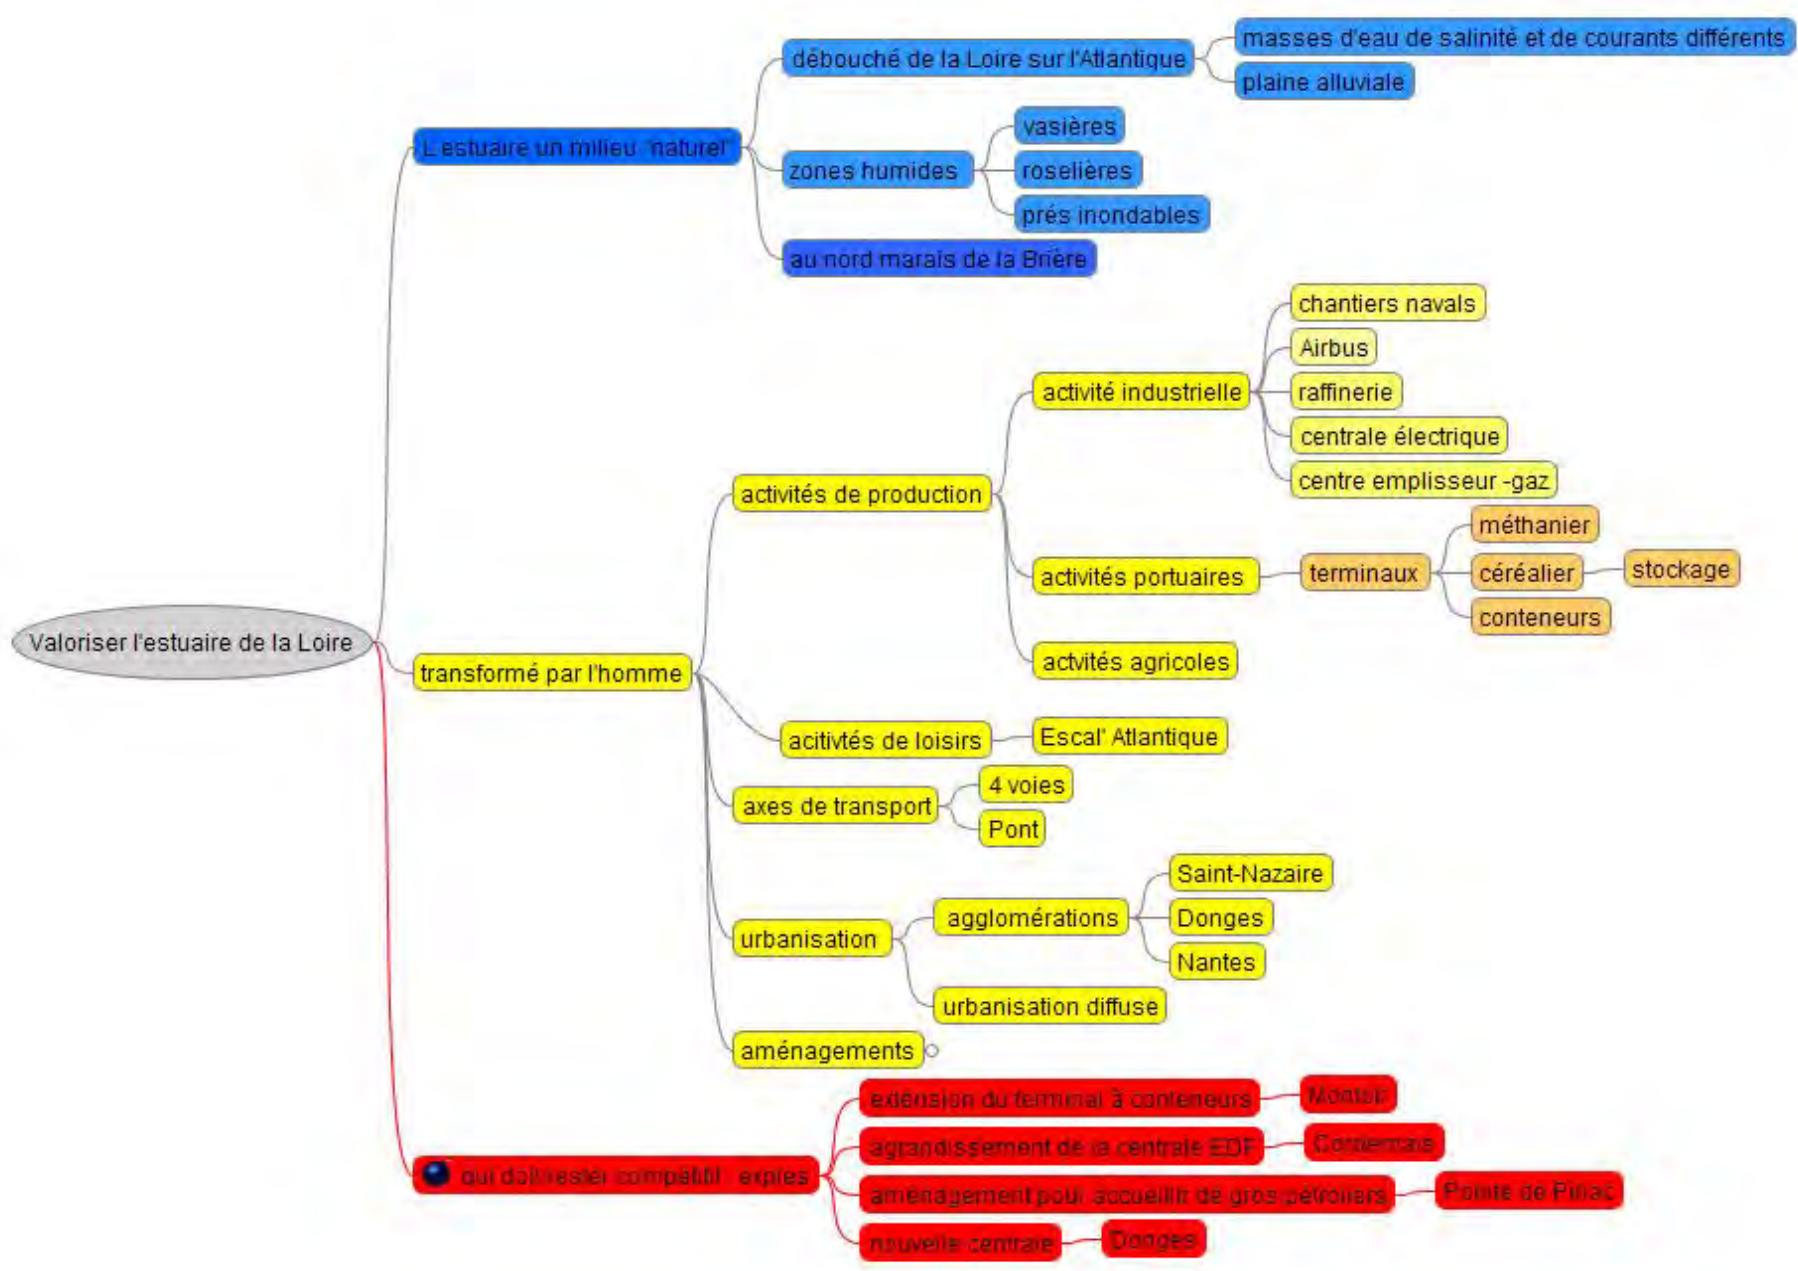 Valoriser l'estuaire de la Loire
L'estuaire un milieu "naturel"
débouché de la Loire sur l'Atlantique
masses d'eau de salinité et de courants différents
plaine alluviale
zones humides
vasières
roselières
prés inondables
au nord marais de la Brière
transformé par l'homme
activités de production
activité industrielle
chantiers navals
Airbus
raffinerie
centrale électrique
centre emplisseur -gaz
activités portuaires
terminaux
méthanier
céréalier
stockage
conteneurs
actvités agricoles
acitivtés de loisirs
Escal' Atlantique
axes de transport
4 voies
Pont
urbanisation
agglomérations
Saint-Nazaire
Donges
Nantes
urbanisation diffuse
aménagements
qui doit rester compétitif : exples
extension du terminal à conteneurs
Montoir
agrandissement de la centrale EDF
Cordemais
aménagement pour accueillir de gros pétroliers
Pointe de Piriac
nouvelle centrale
Donges